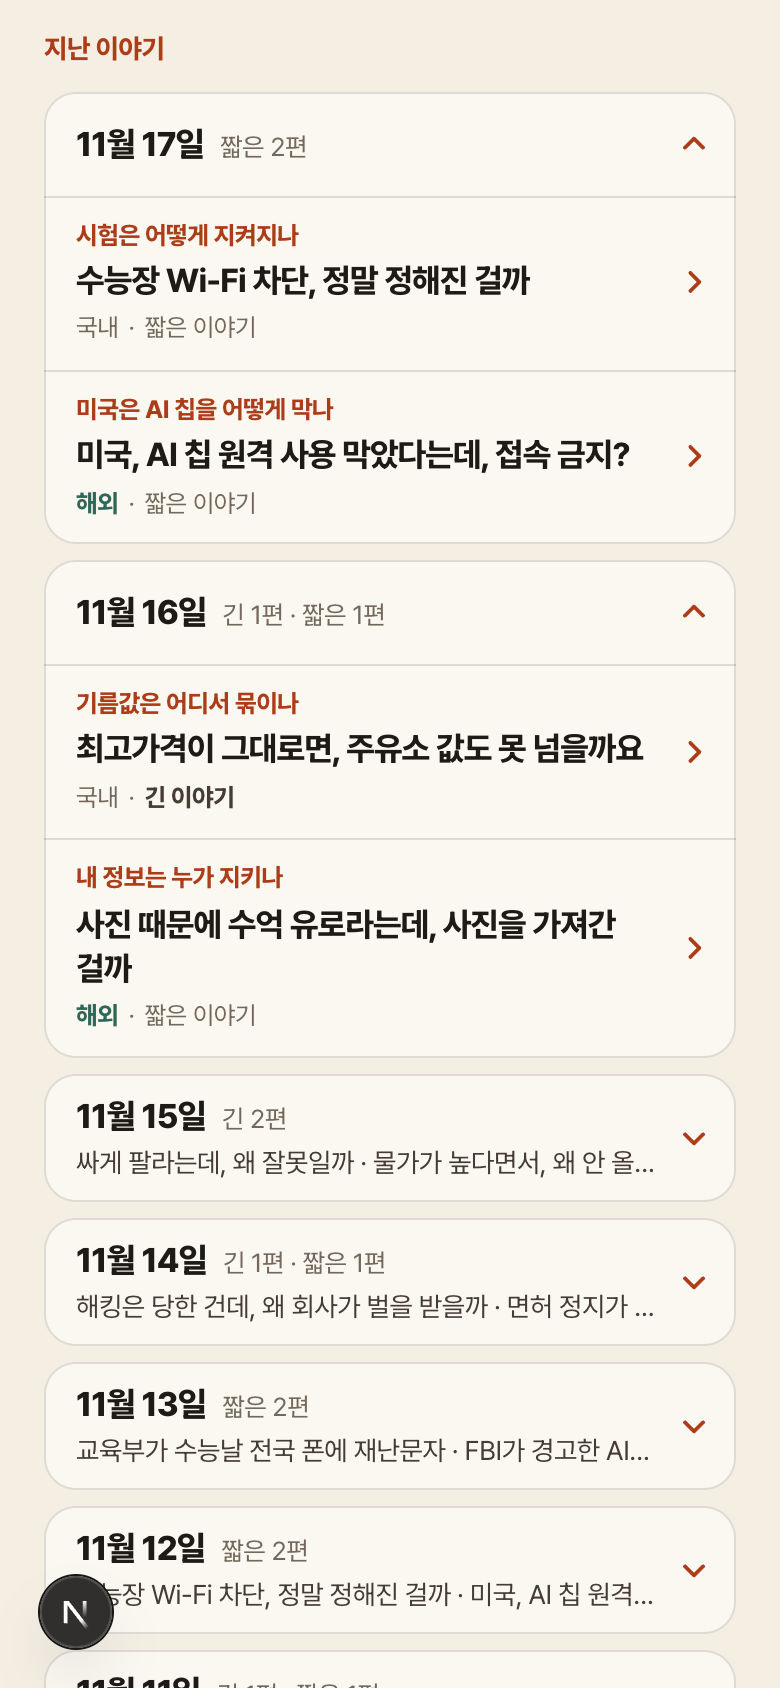 지난 이야기
11월 17일 짧은 2편
시험은 어떻게 지켜지나
수능장 Wi-Fi 차단, 정말 정해진 걸까
국내 · 짧은 이야기
미국은 AI 칩을 어떻게 막나
미국, AI 칩 원격 사용 막았다는데, 접속 금지?
해외 · 짧은 이야기
11월 16일 긴 1편 · 짧은 1편
기름값은 어디서 묶이나
최고가격이 그대로면, 주유소 값도 못 넘을까요
국내 · 긴 이야기
내 정보는 누가 지키나
사진 때문에 수억 유로라는데, 사진을 가져간
걸까
해외 · 짧은 이야기
11월 15일 긴 2편
싸게 팔라는데, 왜 잘못일까 · 물가가 높다면서, 왜 안 올...
11월 14일 긴 1편 · 짧은 1편
해킹은 당한 건데, 왜 회사가 벌을 받을까 · 면허 정지가 ...
11월 13일 짧은 2편
교육부가 수능날 전국 폰에 재난문자 · FBI가 경고한 AI...
11월 12일 짧은 2편
능장 Wi-Fi 차단, 정말 정해진 걸까 · 미국, AI 칩 원격...
N
11월 11일